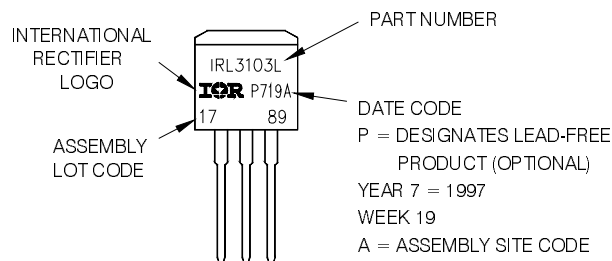 PART NUMBER
INTERNATIONAL
RECTIFIER
LOGO
IRL3103L
IOR P719A
17 89
ASSEMBLY
LOT CODE
DATE CODE
P = DESIGNATES LEAD-FREE
PRODUCT (OPTIONAL)
YEAR 7 = 1997
WEEK 19
A = ASSEMBLY SITE CODE